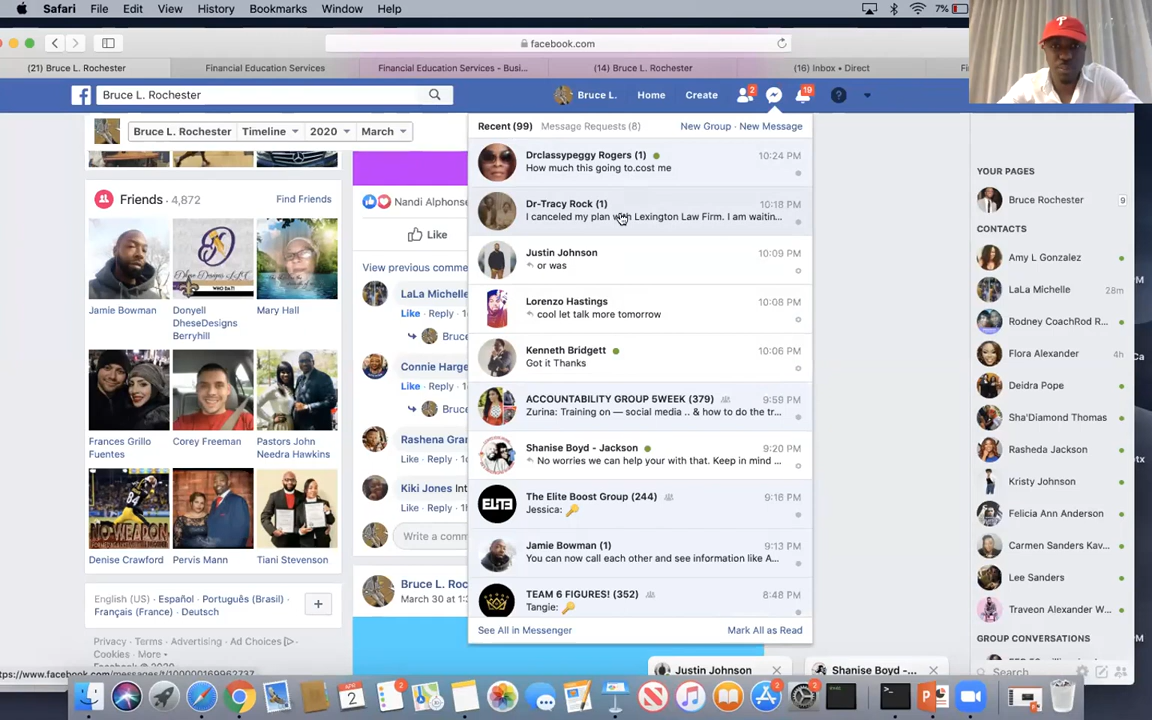 Safari File Edit View History Bookmarks Window Help 7%
facebook.com
(21) Bruce L. Rochester Financial Education Services Financial Education Services - Busi... (14) Bruce L. Rochester (16) Inbox • Direct
Bruce L. Rochester Bruce L. Home Create 2 19
Bruce L. Rochester Timeline 2020 March
Friends · 4,872 Find Friends
Jamie Bowman
Donyell DheseDesigns Berryhill
Mary Hall
Frances Grillo Fuentes
Corey Freeman
Pastors John Needra Hawkins
Denise Crawford
Pervis Mann
Tiani Stevenson
English (US) · Español · Português (Brasil) ·
Français (France) · Deutsch
Privacy · Terms · Advertising · Ad Choices
Cookies · More
Nandi Alphons
Like
View previous comme
LaLa Michelle
Like · Reply
Bruce
Connie Harge
Like · Reply
Bruce
Rashena Gran
Like · Reply
Kiki Jones Int
Like · Reply
Write a comm
Bruce L. Roc
March 30 at 1:
Recent (99) Message Requests (8) New Group · New Message
Drclassypeggy Rogers (1) 10:24 PM
How much this going to.cost me
Dr-Tracy Rock (1) 10:18 PM
I canceled my plan with Lexington Law Firm. I am waitin...
Justin Johnson 10:09 PM
or was
Lorenzo Hastings 10:08 PM
cool let talk more tomorrow
Kenneth Bridgett 10:06 PM
Got it Thanks
ACCOUNTABILITY GROUP 5WEEK (379) 9:59 PM
Zurina: Training on — social media .. & how to do the tr...
Shanise Boyd - Jackson 9:20 PM
No worries we can help your with that. Keep in mind ...
ELITE
The Elite Boost Group (244) 9:16 PM
Jessica: 🔑
Jamie Bowman (1) 9:13 PM
You can now call each other and see information like A...
TEAM 6 FIGURES! (352) 8:48 PM
Tangie: 🔑
See All in Messenger Mark All as Read
YOUR PAGES
Bruce Rochester 9
CONTACTS
Amy L Gonzalez
LaLa Michelle 28m
Rodney CoachRod R...
Flora Alexander 4h
Deidra Pope
Sha'Diamond Thomas
Rasheda Jackson
Kristy Johnson
Felicia Ann Anderson
Carmen Sanders Kav...
Lee Sanders
Traveon Alexander W...
GROUP CONVERSATIONS
Search
Justin Johnson Shanise Boyd -...